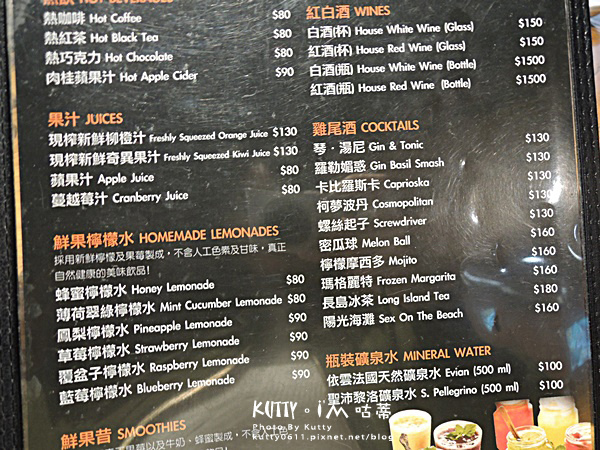 HOT BEVERAGES
熱咖啡 Hot Coffee $80
熱紅茶 Hot Black Tea $80
熱巧克力 Hot Chocolate $80
肉桂蘋果汁 Hot Apple Cider $90
果汁 JUICES
現榨新鮮柳橙汁 Freshly Squeezed Orange Juice $130
現榨新鮮奇異果汁 Freshly Squeezed Kiwi Juice $130
蘋果汁 Apple Juice $80
蔓越莓汁 Cranberry Juice $80
鮮果檸檬水 HOMEMADE LEMONADES
採用新鮮檸檬及果莓製成，不含人工色素及甘味，真正
自然健康的美味飲品!
蜂蜜檸檬水 Honey Lemonade $80
薄荷翠綠檸檬水 Mint Cucumber Lemonade $80
鳳梨檸檬水 Pineapple Lemonade $90
草莓檸檬水 Strawberry Lemonade $90
覆盆子檸檬水 Raspberry Lemonade $90
藍莓檸檬水 Blueberry Lemonade $90
鮮果昔 SMOOTHIES
紅白酒 WINES
白酒(杯) House White Wine (Glass) $150
紅酒(杯) House Red Wine (Glass) $150
白酒(瓶) House White Wine (Bottle) $1500
紅酒(瓶) House Red Wine (Bottle) $1500
雞尾酒 COCKTAILS
琴．湯尼 Gin & Tonic $130
羅勒媚惑 Gin Basil Smash $130
卡比羅斯卡 Caprioska $130
柯夢波丹 Cosmopolitan $130
螺絲起子 Screwdriver $130
密瓜球 Melon Ball $160
檸檬摩西多 Mojito $160
瑪格麗特 Frozen Margarita $160
長島冰茶 Long Island Tea $180
陽光海灘 Sex On The Beach $160
瓶裝礦泉水 MINERAL WATER
依雲法國天然礦泉水 Evian (500 ml) $100
聖沛黎洛礦泉水 S. Pellegrino (500 ml) $100
KUTTY·iM 咕蒂
Photo By Kutty
kutty0611.pixnet.net/blog